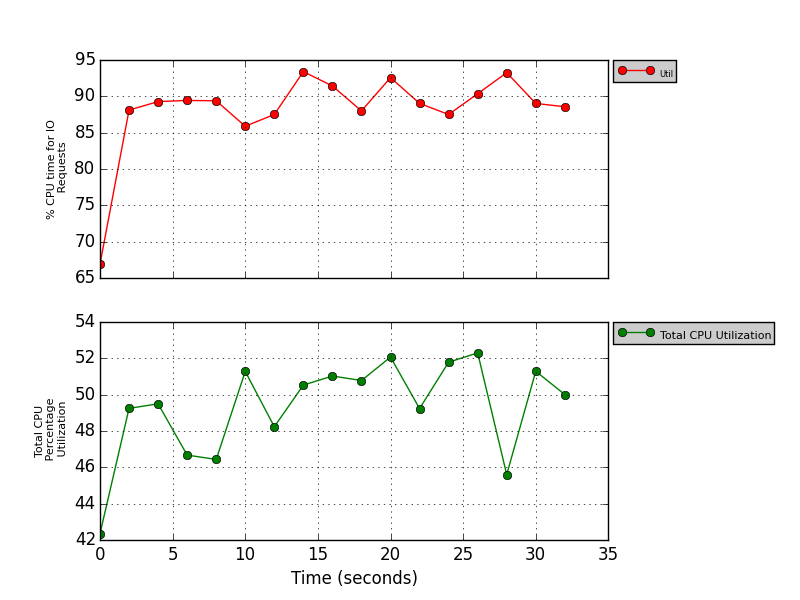 95
90
85
80
75
70
65
% CPU time for IO
Requests
Util
54
52
50
48
46
44
42
Total CPU
Percentage
Utilization
Total CPU Utilization
0 5 10 15 20 25 30 35
Time (seconds)